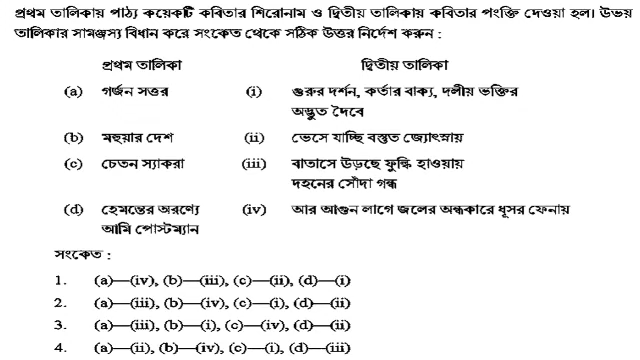 প্রথম তালিকায় পাঠ্য কয়েকটি কবিতার শিরোনাম ও দ্বিতীয় তালিকায় কবিতার পংক্তি দেওয়া হল। উভয়
তালিকার সামঞ্জস্য বিধান করে সংকেত থেকে সঠিক উত্তর নির্দেশ করুন :
প্রথম তালিকা দ্বিতীয় তালিকা
(a) গর্জন সত্তর (i) গুরুর দর্শন, কর্তার বাক্য, দলীয় ভক্তির
অদ্ভুত দৈবে
(b) মহুয়ার দেশ (ii) ভেসে যাচ্ছি বস্তুত জ্যোৎস্নায়
(c) চেতন স্যাকরা (iii) বাতাসে উড়ছে ফুল্কি হাওয়ায়
দহনের সোঁদা গন্ধ
(d) হেমন্তের অরণ্যে (iv) আর আগুন লাগে জলের অন্ধকারে ধূসর ফেনায়
আমি পোস্টম্যান
সংকেত :
1. (a)—(iv), (b)—(iii), (c)—(ii), (d)—(i)
2. (a)—(iii), (b)—(iv), (c)—(i), (d)—(ii)
3. (a)—(iii), (b)—(i), (c)—(iv), (d)—(ii)
4. (a)—(ii), (b)—(iv), (c)—(i), (d)—(iii)